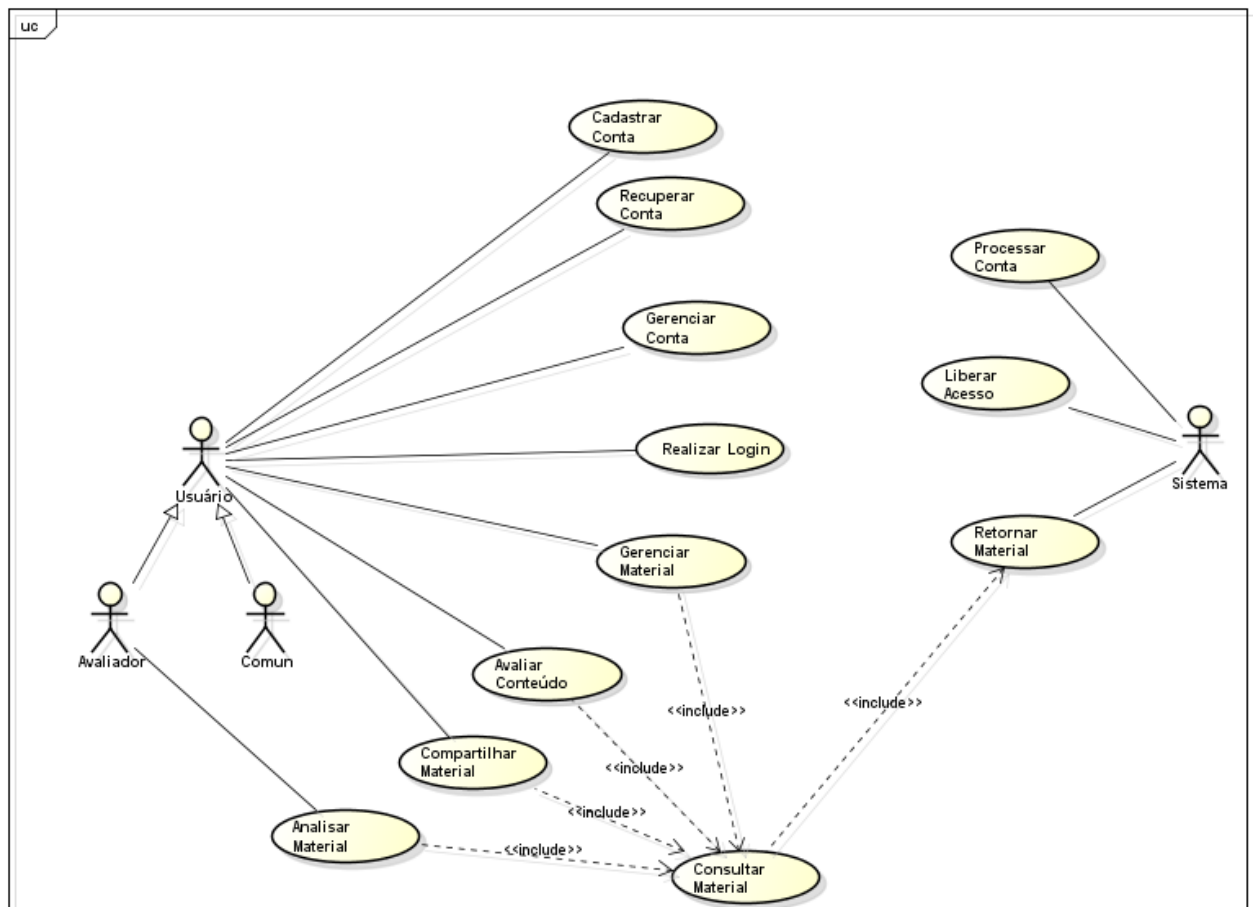 uc
Cadastrar
Conta
Recuperar
Conta
Processar
Conta
Gerenciar
Conta
Liberar
Acesso
Realizar Login
Sistema
Usuário
Retornar
Material
Gerenciar
Material
Avaliador
Comun
Avaliar
Conteúdo
<<include>>
<<include>>
Compartilhar
Material
<<include>>
<<include>>
Analisar
Material
<<include>>
Consultar
Material